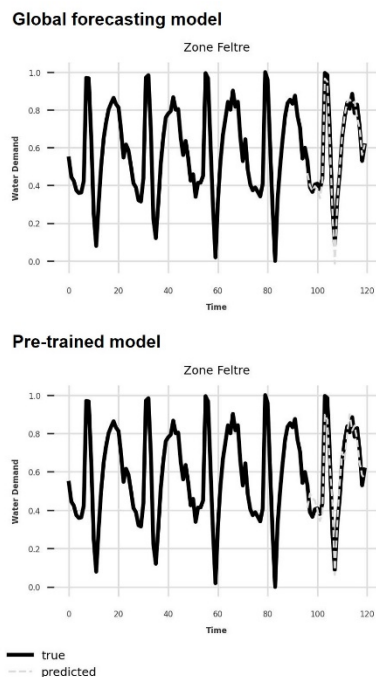 Global forecasting model
Zone Feltre
1.0
0.8
0.6
0.4
0.2
0.0
Water Demand
0 20 40 60 80 100 120
Time
Pre-trained model
Zone Feltre
1.0
0.8
0.6
0.4
0.2
0.0
Water Demand
0 20 40 60 80 100 120
Time
true
predicted